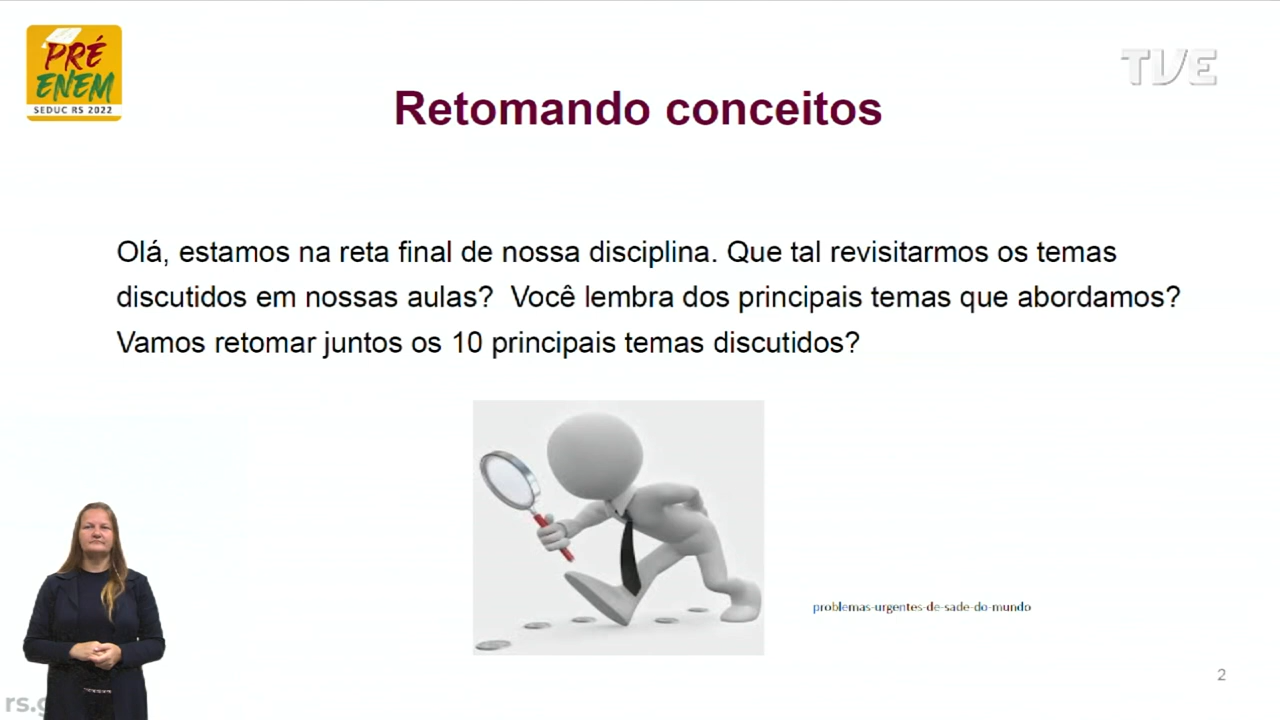 PRÉ
ENEM
SEDUC RS 2022
TVE
Retomando conceitos
Olá, estamos na reta final de nossa disciplina. Que tal revisitarmos os temas
discutidos em nossas aulas?  Você lembra dos principais temas que abordamos?
Vamos retomar juntos os 10 principais temas discutidos?
problemas-urgentes-de-sade-do-mundo
2
rs.g